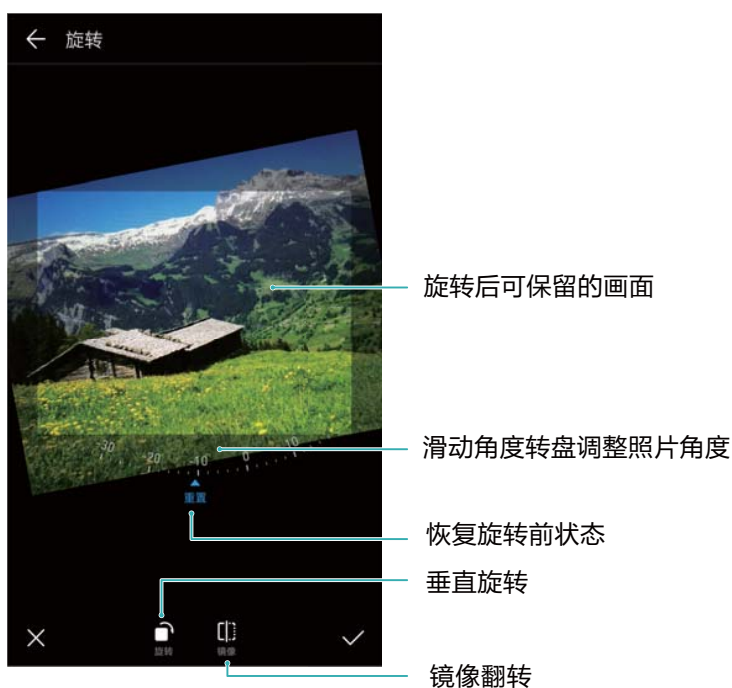 旋转
旋转后可保留的画面
滑动角度转盘调整照片角度
-30 -20 -10 0 10
重置
恢复旋转前状态
垂直旋转
旋转 镜像
镜像翻转